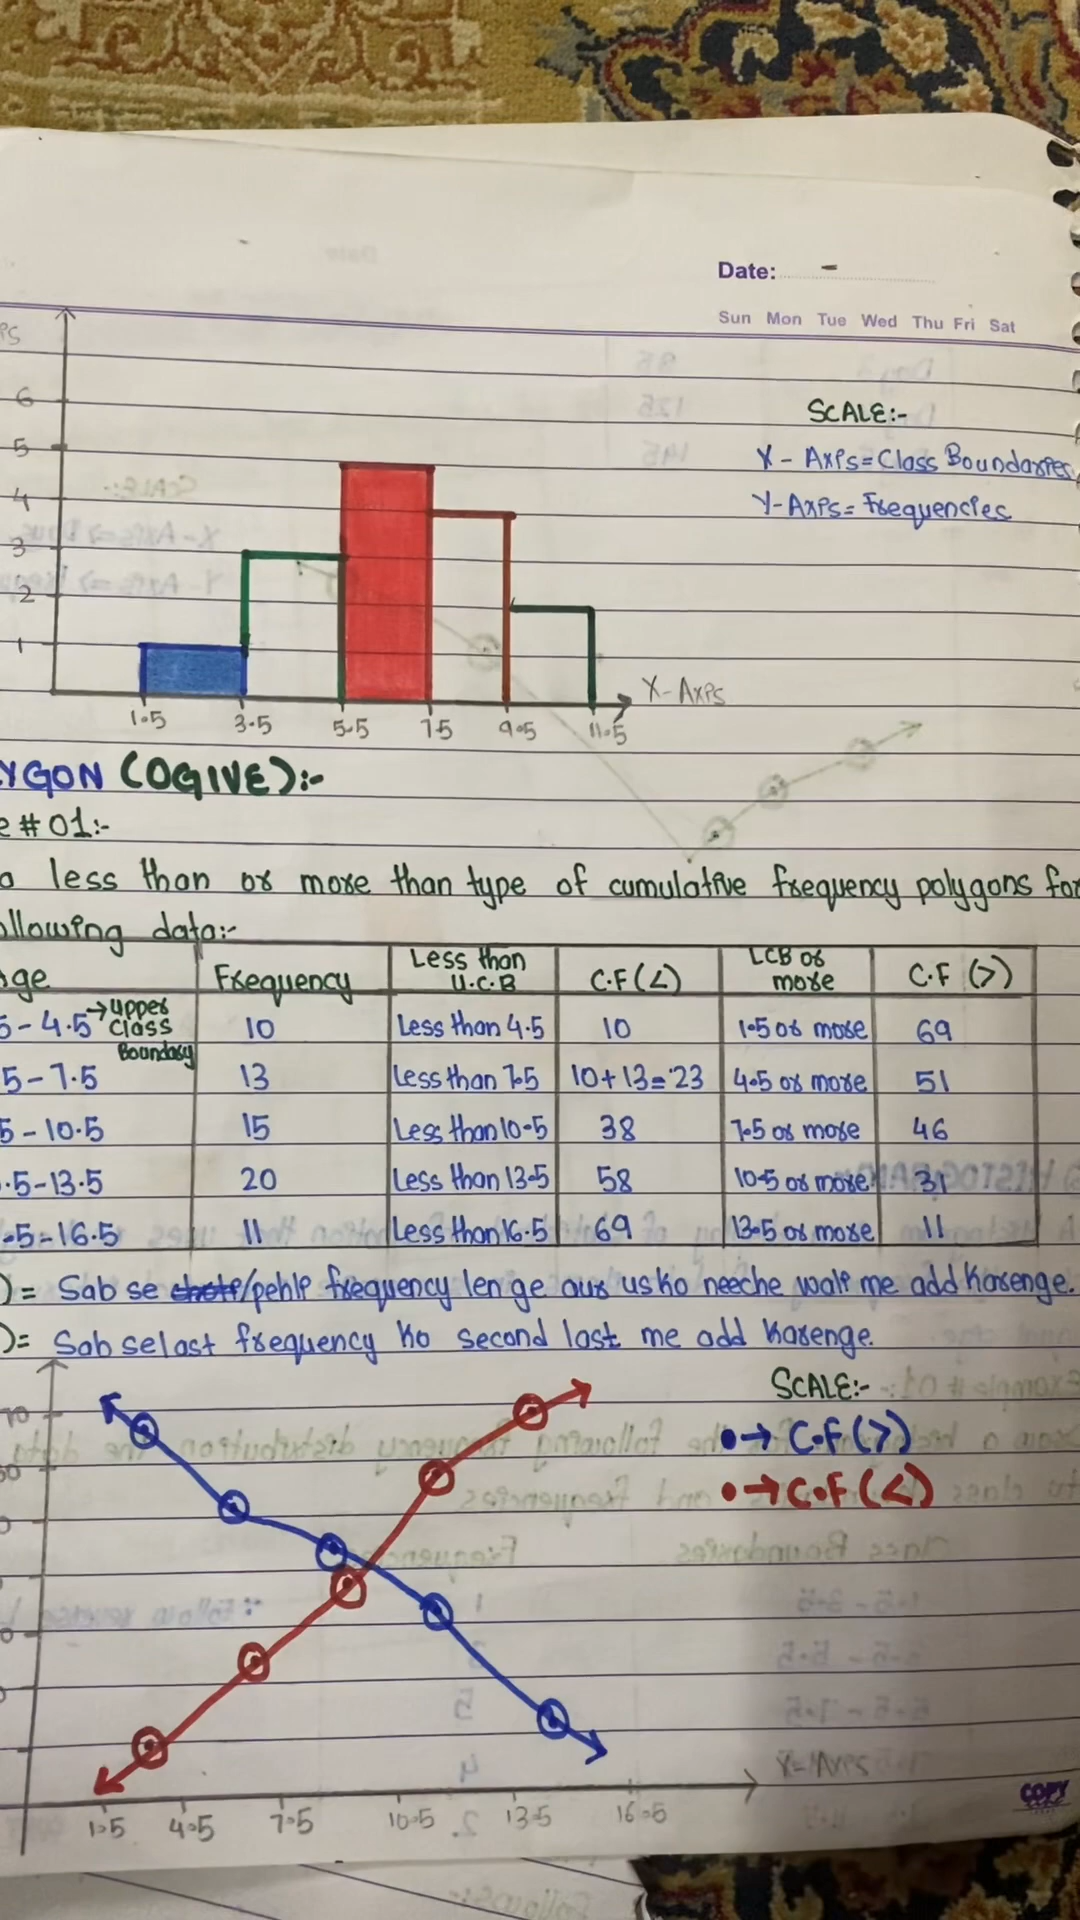 Date:
Sun Mon Tue Wed Thu Fri Sat
6
5
4
3
2
1
SCALE:-
X - Axis = Class Boundaries
Y-Axis = Frequencies
X-Axis
1.5 3.5 5.5 7.5 9.5 11.5
YGON (OGIVE):-
e # 01:-
a less than or more than type of cumulative frequency polygons for
ollowing data:-
Age Frequency Less than U.C.B C.F (<) LCB or more C.F (>)
5 - 4.5 → Upper Class Boundary 10 Less than 4.5 10 1.5 or more 69
5 - 7.5 13 Less than 7.5 10 + 13 = 23 4.5 or more 51
5 - 10.5 15 Less than 10.5 38 7.5 or more 46
.5 - 13.5 20 Less than 13.5 58 10.5 or more 31
.5 - 16.5 11 Less than 16.5 69 13.5 or more 11
) = Sab se /pehli frequency len ge aur usko neeche wali me add karenge.
) = Sab se last frequency ko second last me add karenge.
SCALE:-
• → C.F (>)
• → C.F (<)
70
X-Axis
1.5 4.5 7.5 10.5 13.5 16.5
COPY